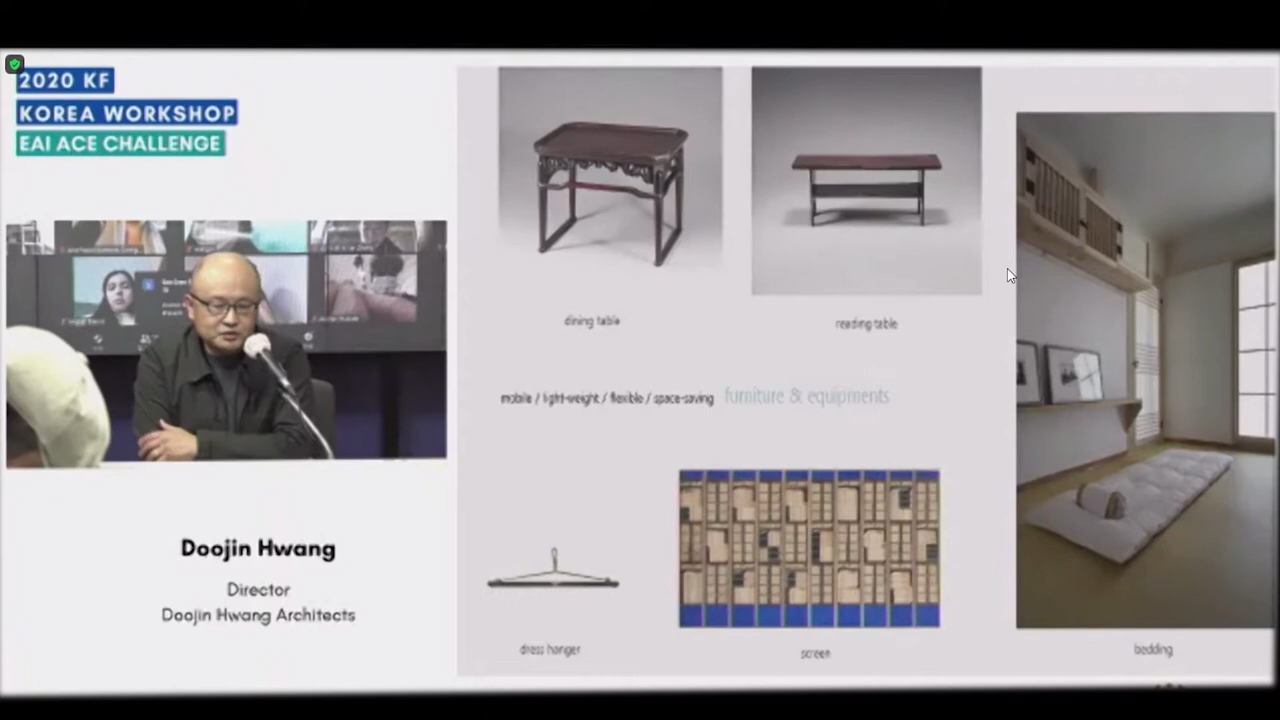 2020 KF
KOREA WORKSHOP
EAI ACE CHALLENGE
Doojin Hwang
Director
Doojin Hwang Architects
dining table
reading table
mobile / light-weight / flexible / space-saving furniture & equipments
dress hanger
screen
bedding